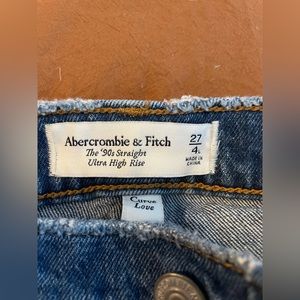 Abercrombie & Fitch
The '90s Straight
Ultra High Rise
27
4
MADE IN
CHINA
Curve
Love